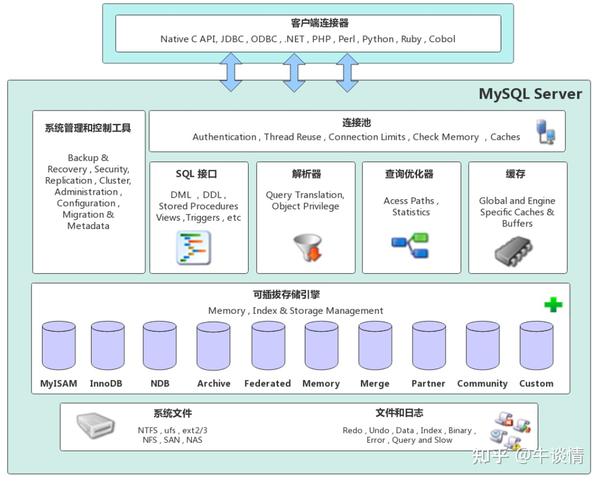 客户端连接器
Native C API, JDBC , ODBC , .NET , PHP , Perl , Python , Ruby , Cobol
MySQL Server
系统管理和控制工具
Backup &
Recovery , Security,
Replication , Cluster,
Administration ,
Configuration ,
Migration &
Metadata
连接池
Authentication , Thread Reuse , Connection Limits , Check Memory , Caches
SQL 接口
DML , DDL ,
Stored Procedures
Views ,Triggers , etc
解析器
Query Translation,
Object Privilege
查询优化器
Acess Paths ,
Statistics
缓存
Global and Engine
Specific Caches &
Buffers
可插拔存储引擎
Memory , Index & Storage Management
MyISAM InnoDB NDB Archive Federated Memory Merge Partner Community Custom
系统文件
NTFS , ufs , ext2/3
NFS , SAN , NAS
文件和日志
Redo , Undo , Data , Index , Binary ,
Error , Query and Slow
知乎 @牛谈情